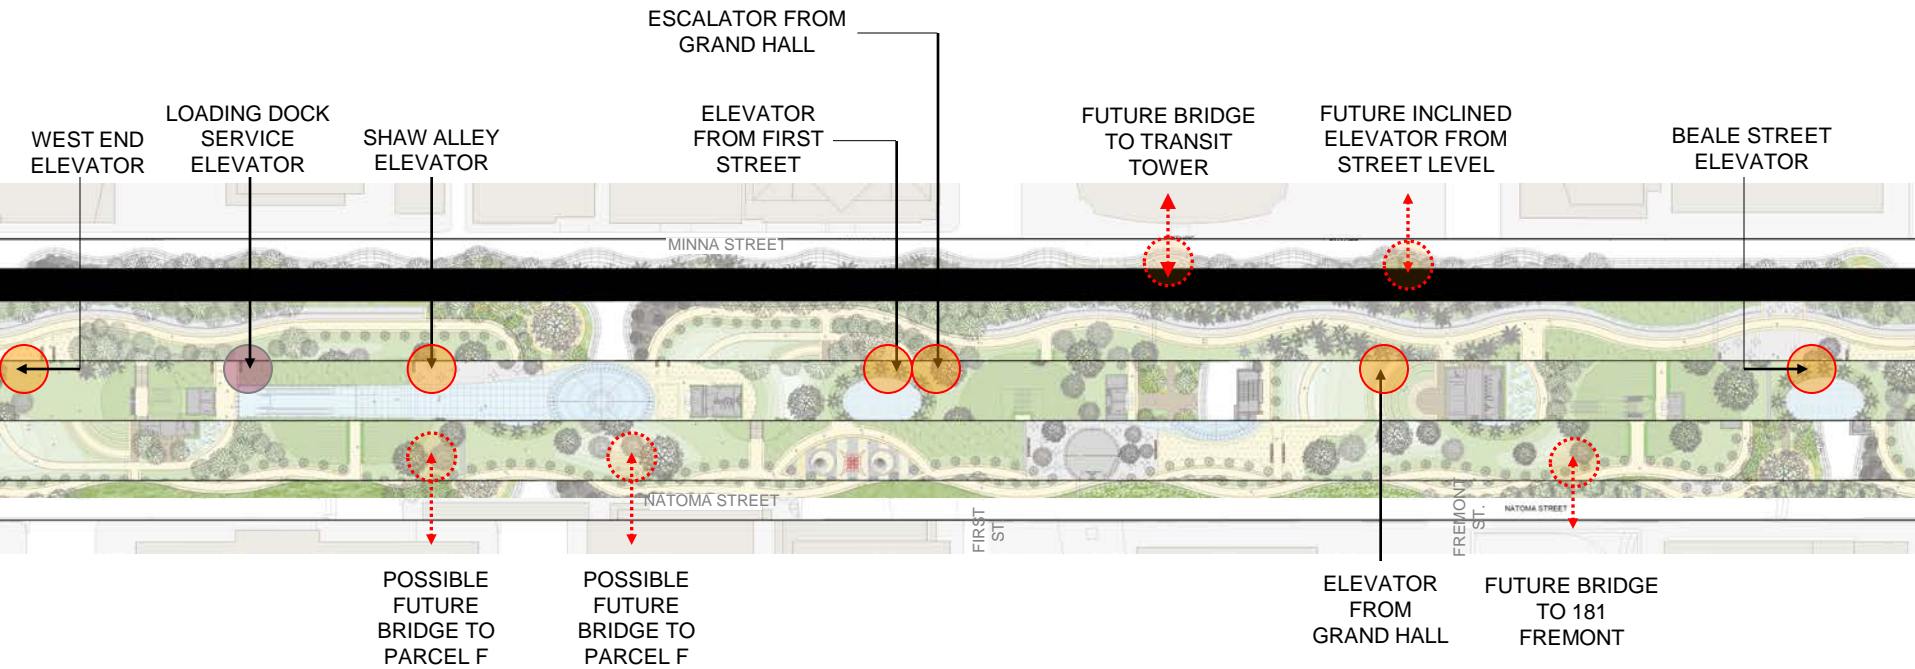 ESCALATOR FROM
GRAND HALL
WEST END
ELEVATOR
LOADING DOCK
SERVICE
ELEVATOR
SHAW ALLEY
ELEVATOR
ELEVATOR
FROM FIRST
STREET
FUTURE BRIDGE
TO TRANSIT
TOWER
FUTURE INCLINED
ELEVATOR FROM
STREET LEVEL
BEALE STREET
ELEVATOR
MINNA STREET
NATOMA STREET
FIRST
ST
FREMONT
ST.
NATOMA STREET
POSSIBLE
FUTURE
BRIDGE TO
PARCEL F
POSSIBLE
FUTURE
BRIDGE TO
PARCEL F
ELEVATOR
FROM
GRAND HALL
FUTURE BRIDGE
TO 181
FREMONT